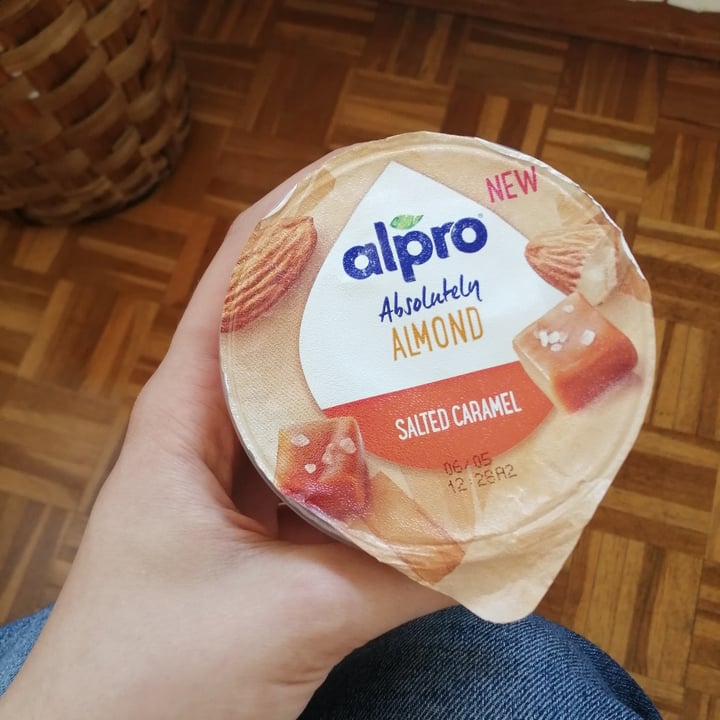 NEW
alpro
Absolutely
ALMOND
SALTED CARAMEL
06/05
12:28A2